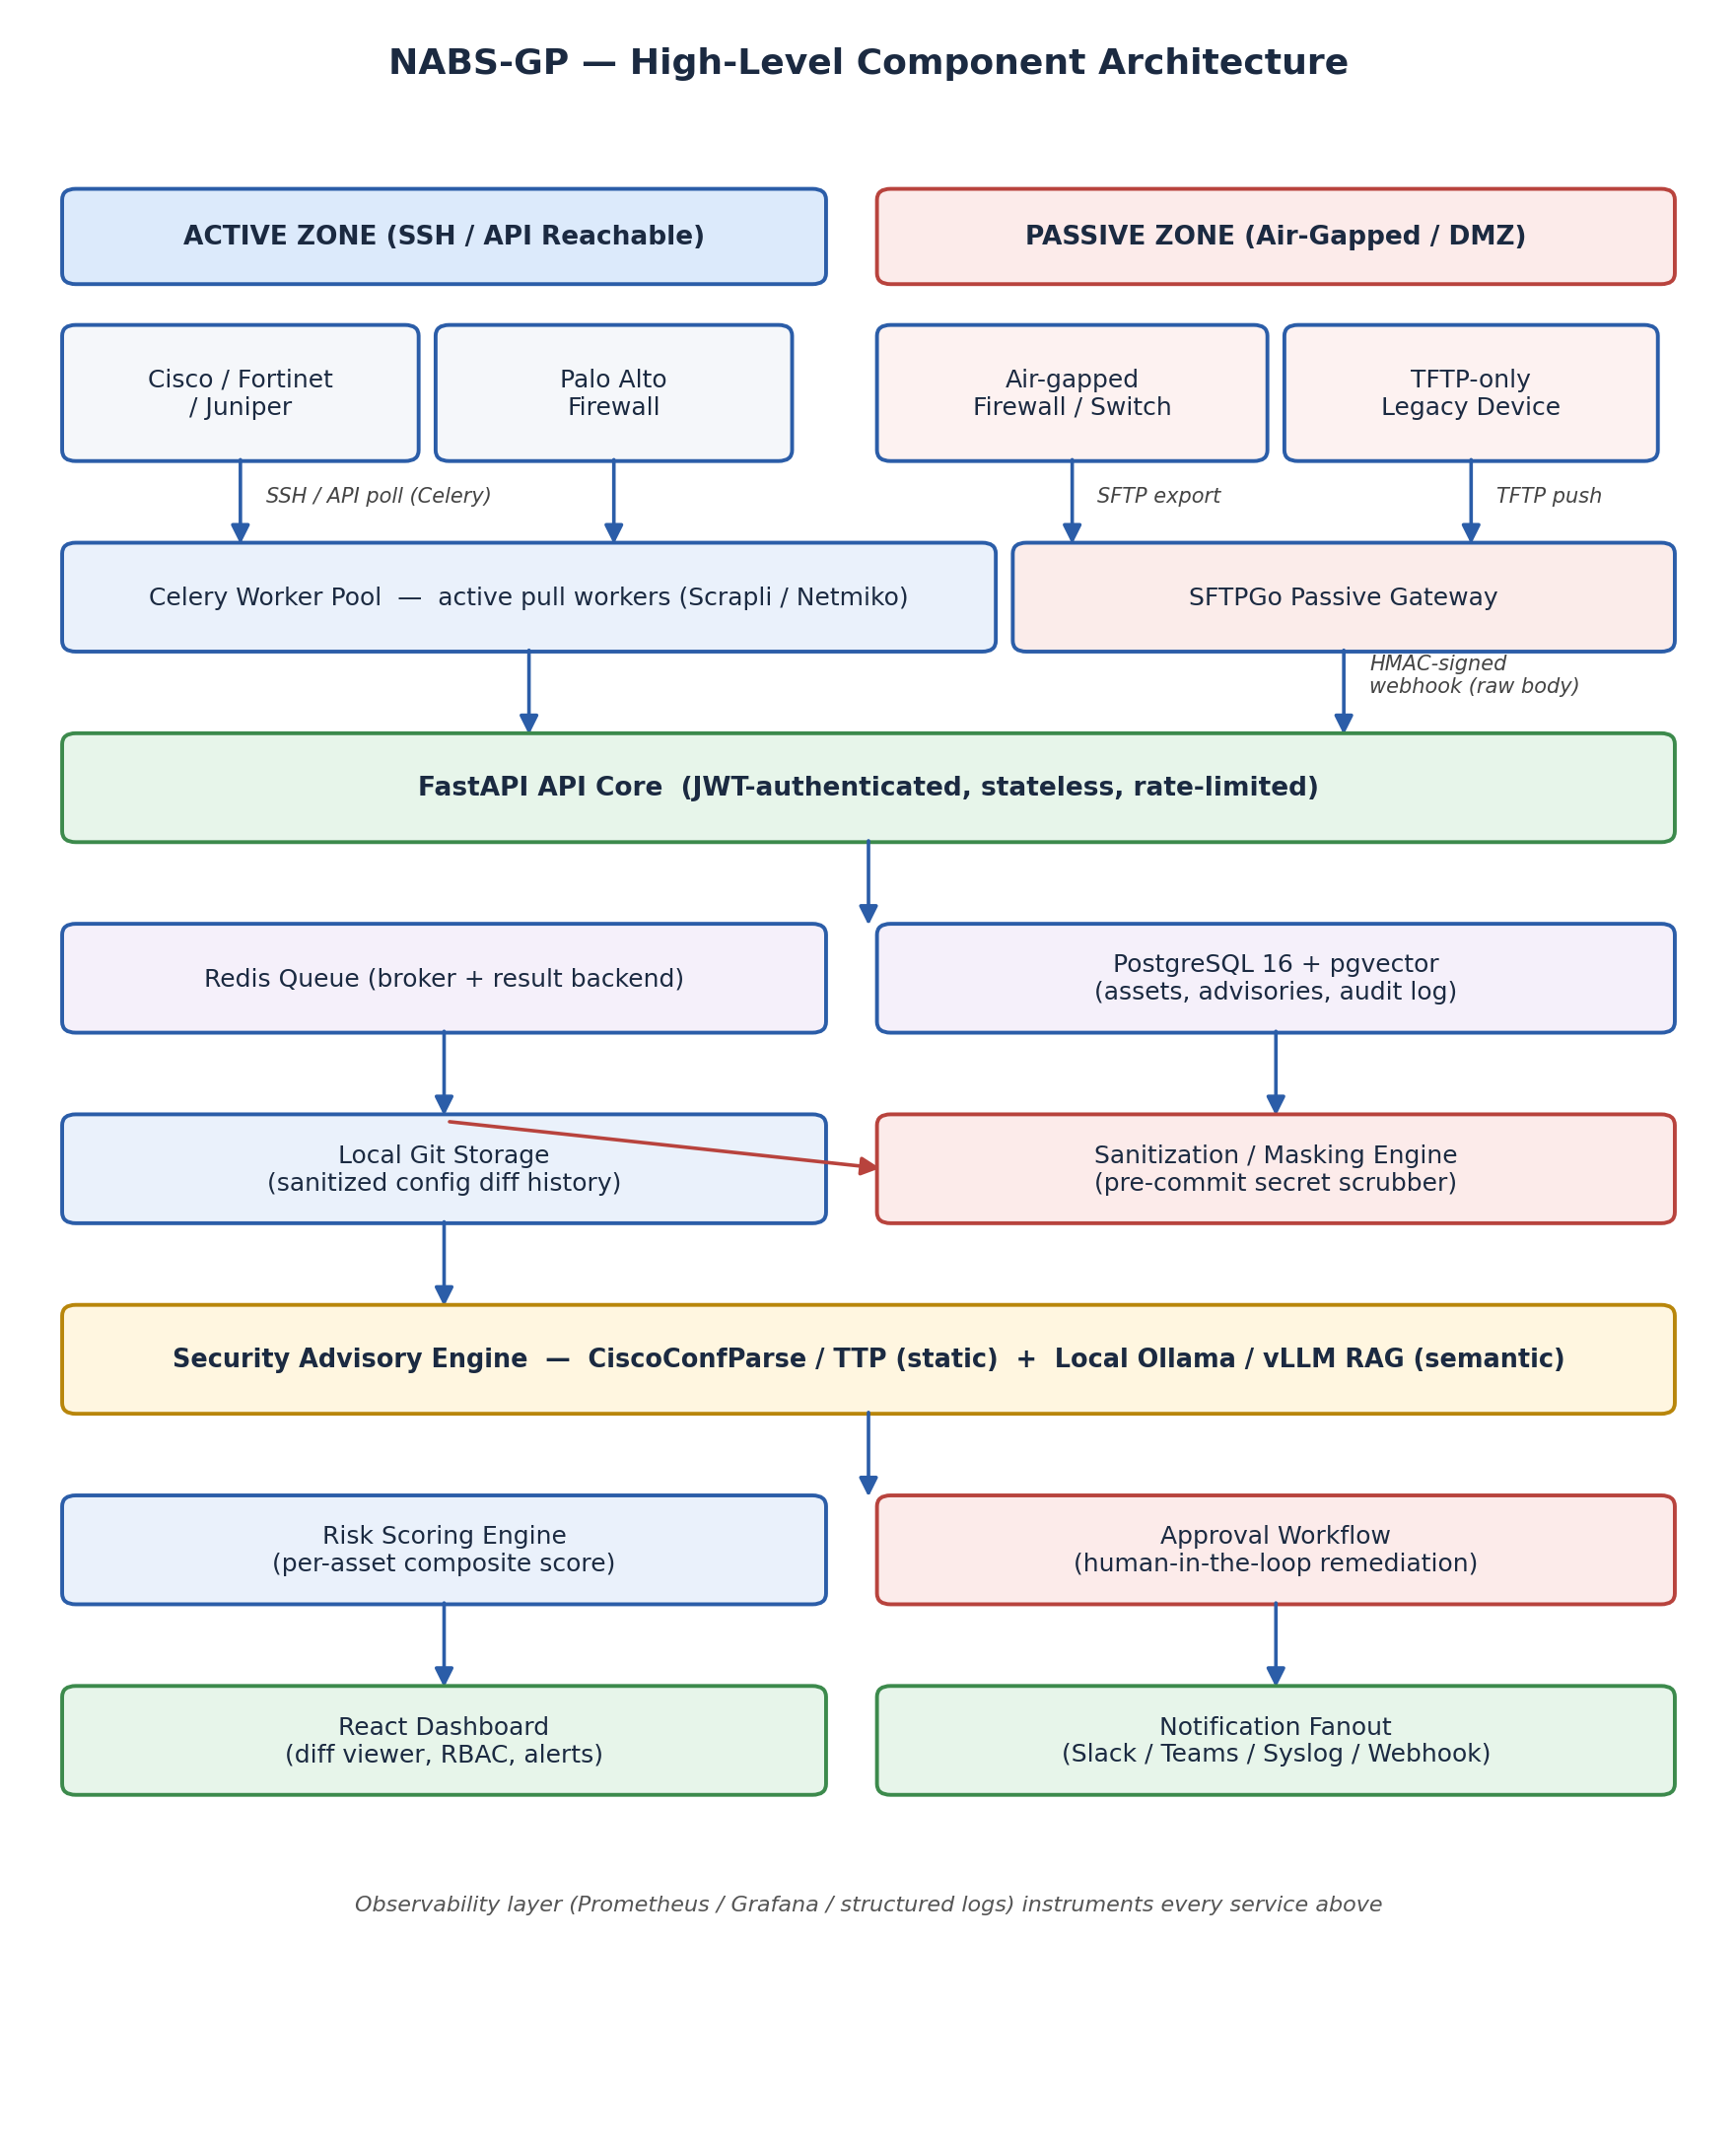 NABS-GP — High-Level Component Architecture
ACTIVE ZONE (SSH / API Reachable)
PASSIVE ZONE (Air-Gapped / DMZ)
Cisco / Fortinet
/ Juniper
Palo Alto
Firewall
Air-gapped
Firewall / Switch
TFTP-only
Legacy Device
SSH / API poll (Celery)
SFTP export
TFTP push
Celery Worker Pool — active pull workers (Scrapli / Netmiko)
SFTPGo Passive Gateway
HMAC-signed
webhook (raw body)
FastAPI API Core (JWT-authenticated, stateless, rate-limited)
Redis Queue (broker + result backend)
PostgreSQL 16 + pgvector
(assets, advisories, audit log)
Local Git Storage
(sanitized config diff history)
Sanitization / Masking Engine
(pre-commit secret scrubber)
Security Advisory Engine — CiscoConfParse / TTP (static) + Local Ollama / vLLM RAG (semantic)
Risk Scoring Engine
(per-asset composite score)
Approval Workflow
(human-in-the-loop remediation)
React Dashboard
(diff viewer, RBAC, alerts)
Notification Fanout
(Slack / Teams / Syslog / Webhook)
Observability layer (Prometheus / Grafana / structured logs) instruments every service above